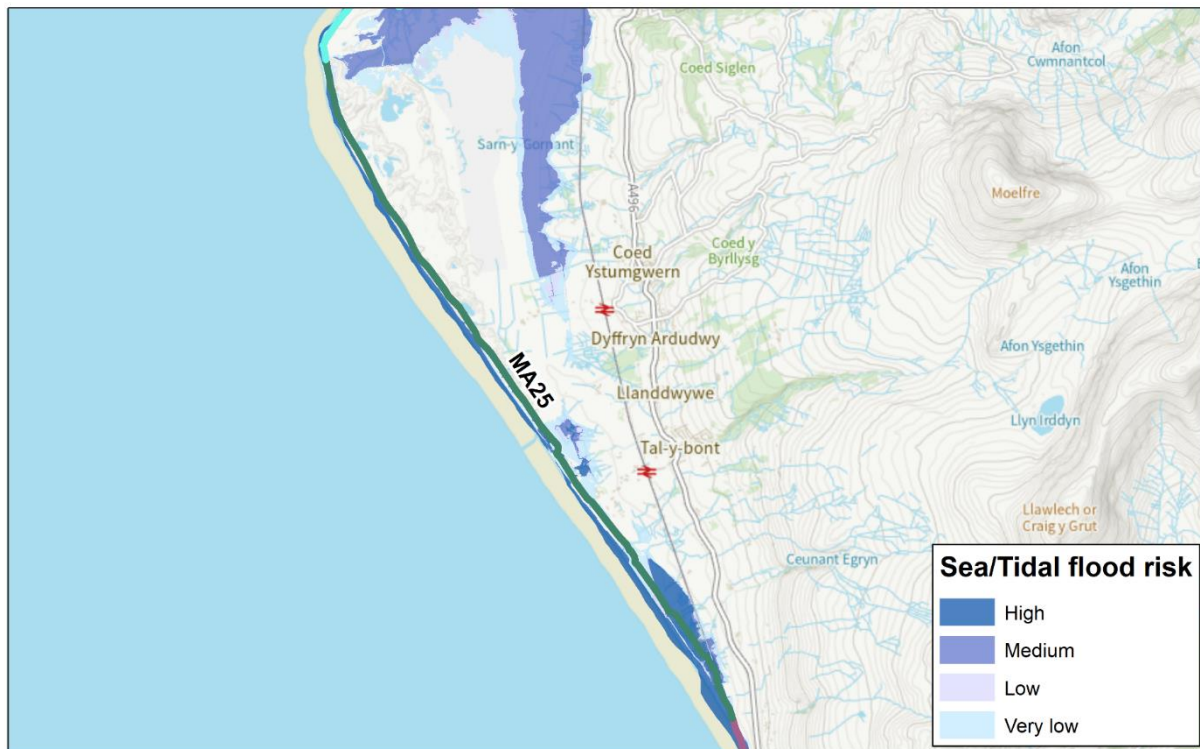 Afon
Cwmnantcol
Coed Siglen
Sarn-y-Gornant
A496
Moelfre
Coed
Ystumgwern
Coed y
Byrllysg
Afon
Ysgethin
Dyffryn Ardudwy
Afon Ysgethin
MA25
Llanddwywe
Llyn Irddyn
Tal-y-bont
Llawlech or
Craig y Grut
Ceunant Egryn
Sea/Tidal flood risk
High
Medium
Low
Very low